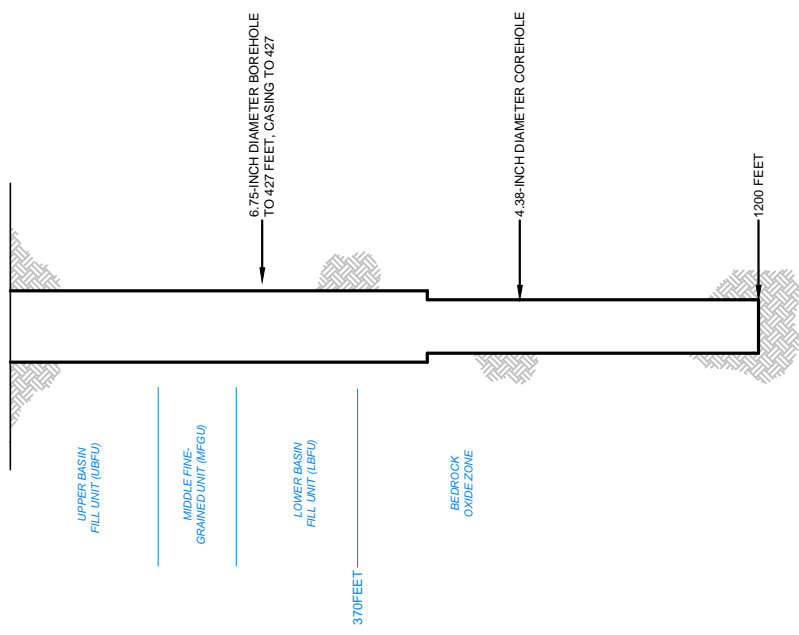 6.75-INCH DIAMETER BOREHOLE
TO 427 FEET, CASING TO 427
4.38-INCH DIAMETER COREHOLE
1200 FEET
UPPER BASIN
FILL UNIT (UBFU)
MIDDLE FINE-
GRAINED UNIT (MFGU)
LOWER BASIN
FILL UNIT (LBFU)
370FEET
BEDROCK
OXIDE ZONE